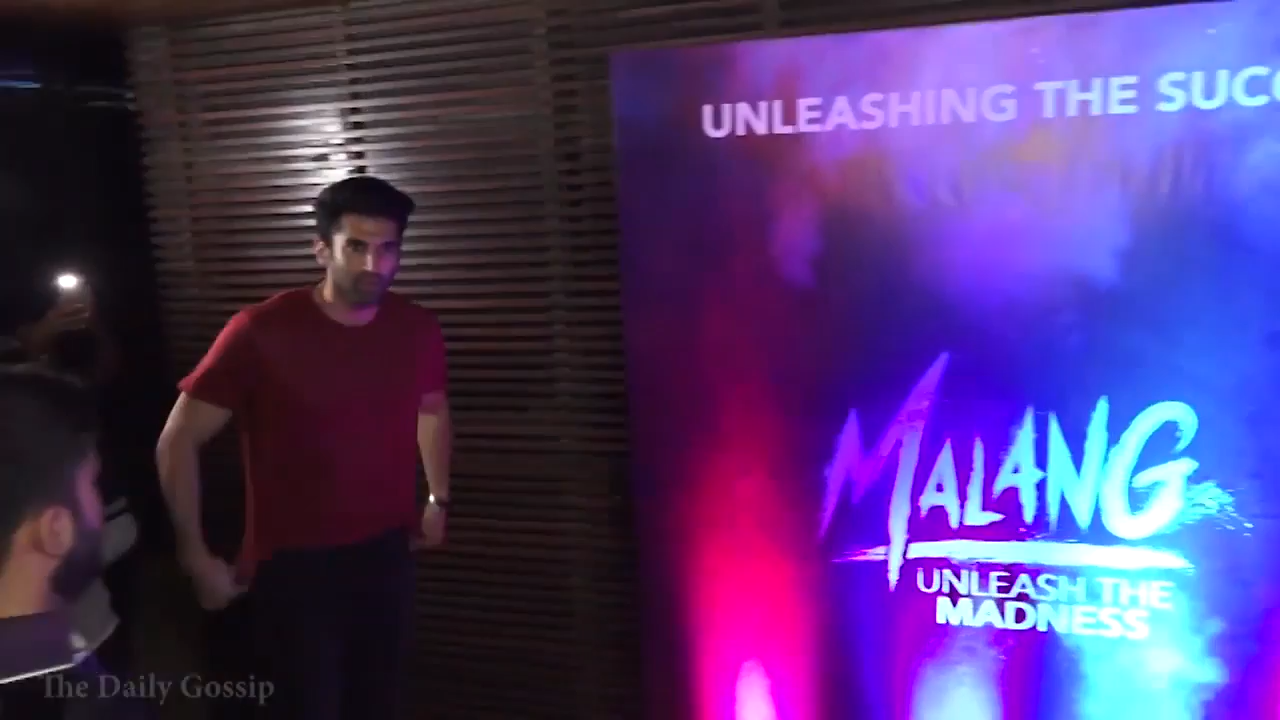 UNLEASHING THE SUCC
MALANG
UNLEASH THE
MADNESS
The Daily Gossip